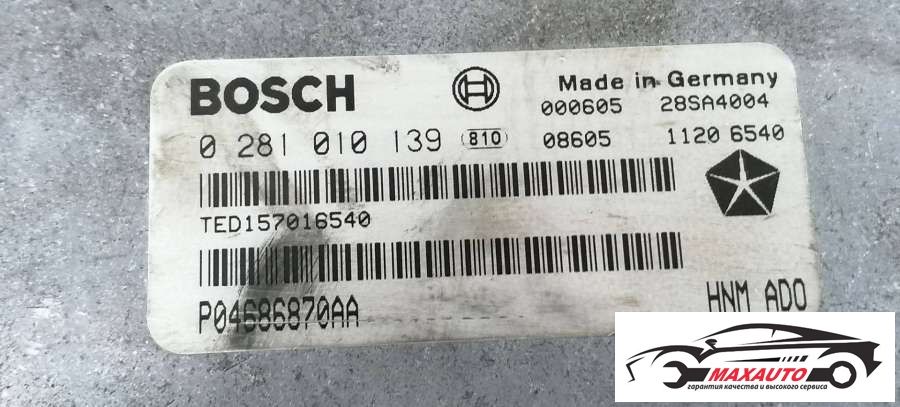 BOSCH
Made in Germany
000605 28SA4004
0 281 010 139 810 08605 1120 6540
TED157016540
P04686870AA
HNM ADO
MAXAUTO
гарантия качества и высокого сервиса